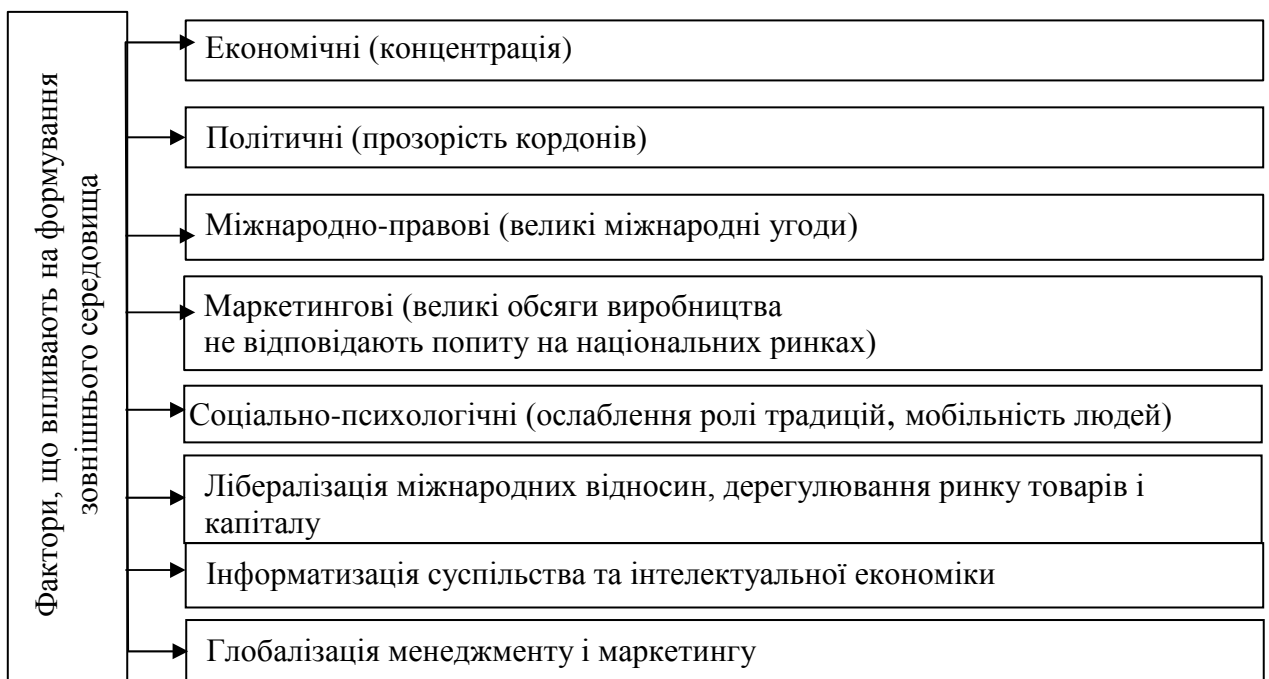 Фактори, що впливають на формування
зовнішнього середовища
Економічні (концентрація)
Політичні (прозорість кордонів)
Міжнародно-правові (великі міжнародні угоди)
Маркетингові (великі обсяги виробництва
не відповідають попиту на національних ринках)
Соціально-психологічні (ослаблення ролі традицій, мобільність людей)
Лібералізація міжнародних відносин, дерегулювання ринку товарів і
капіталу
Інформатизація суспільства та інтелектуальної економіки
Глобалізація менеджменту і маркетингу